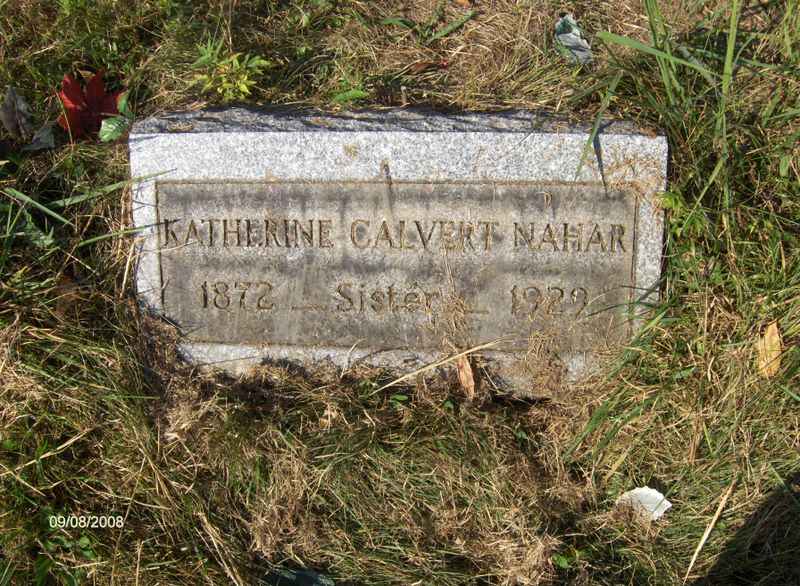 KATHERINE CALVERT NAHAR
1872 — Sister — 1929
09/08/2008